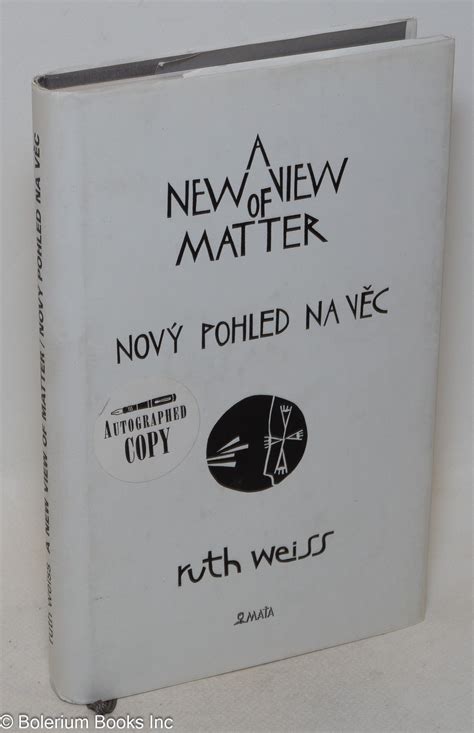 A
NEW VIEW
OF
MATTER
NOVÝ POHLED NA VĚC
AUTOGRAPHED
COPY
ruth weiss
MAŤA
ruth weiss A NEW VIEW OF MATTER / NOVÝ POHLED NA VĚC
© Bolerium Books Inc